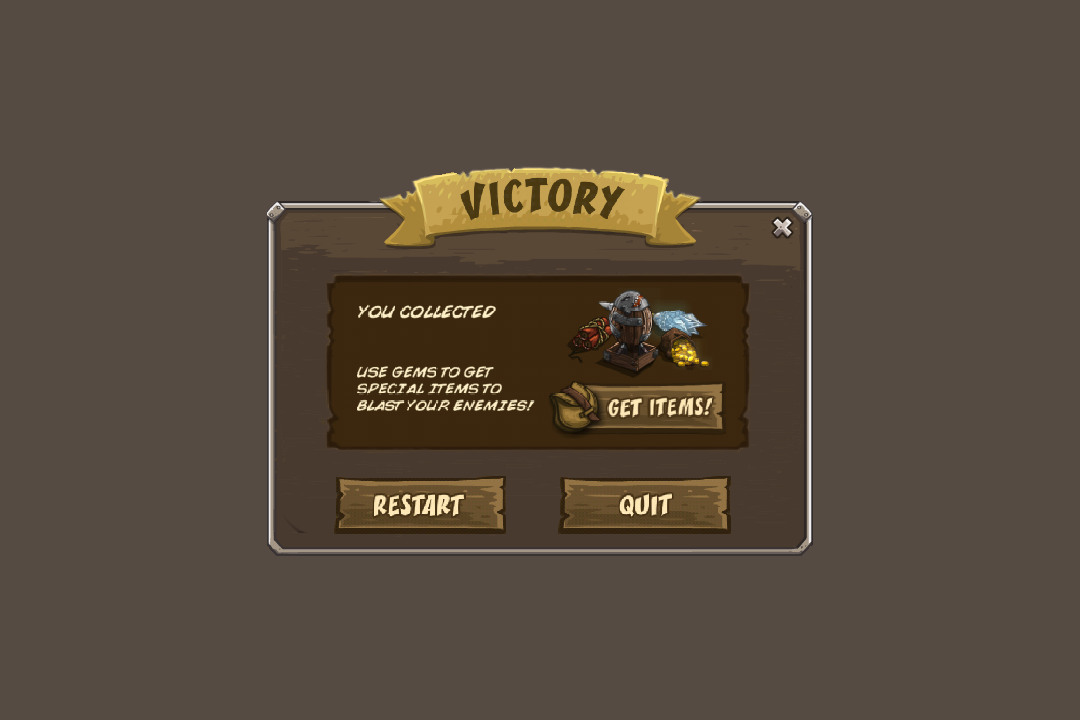 VICTORY
YOU COLLECTED
USE GEMS TO GET
SPECIAL ITEMS TO
BLAST YOUR ENEMIES!
GET ITEMS!
RESTART
QUIT